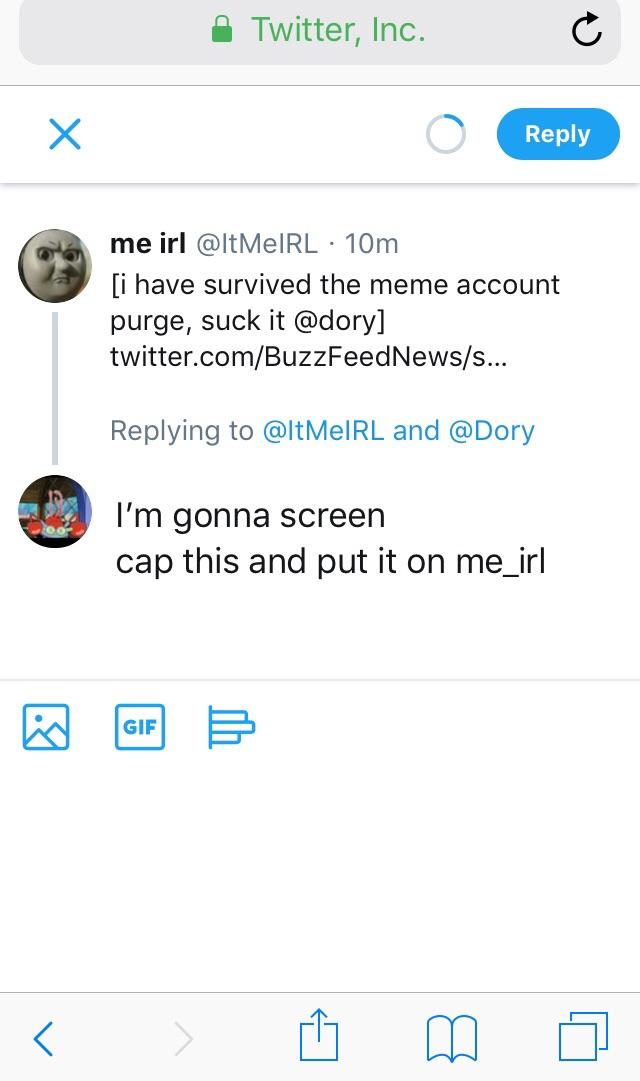 Twitter, Inc.
Reply
me irl @ItMeIRL · 10m
[i have survived the meme account
purge, suck it @dory]
twitter.com/BuzzFeedNews/s...
Replying to @ItMeIRL and @Dory
I’m gonna screen
cap this and put it on me_irl
GIF